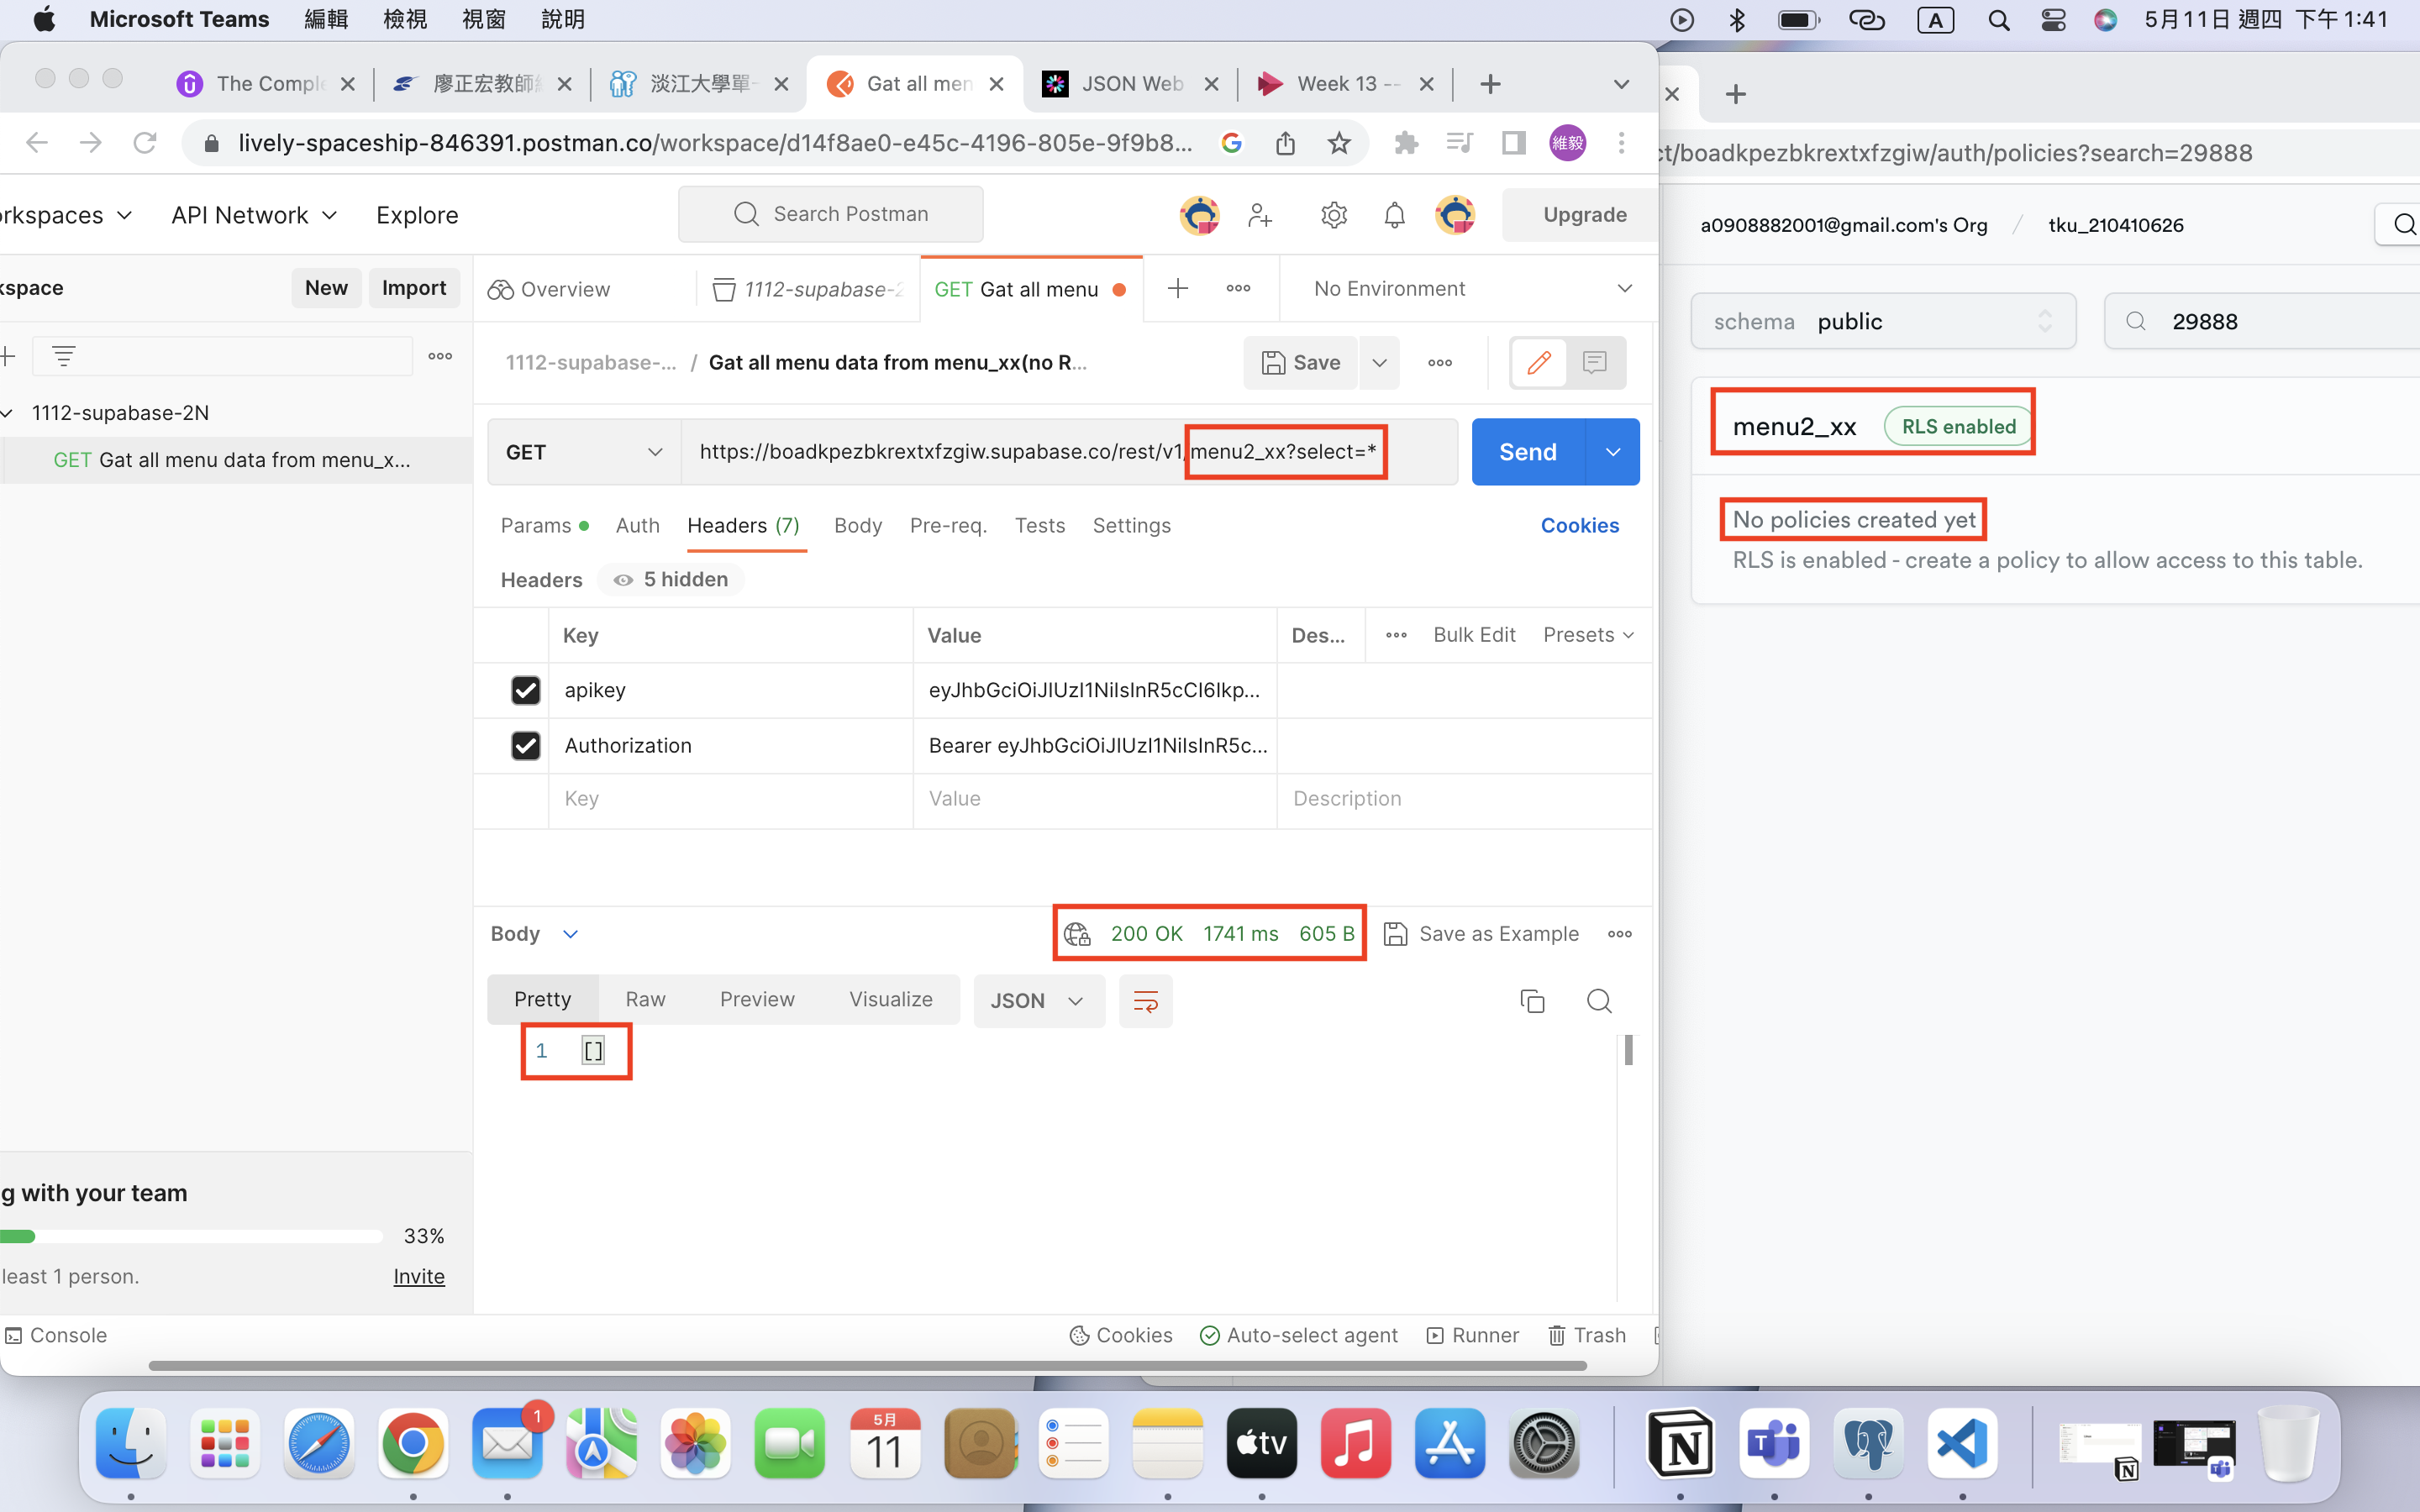 Microsoft Teams 編輯 檢視 視窗 說明
A 5月11日 週四 下午 1:41
The Comple
廖正宏教師
淡江大學單一
Gat all men
JSON Web
Week 13 --
lively-spaceship-846391.postman.co/workspace/d14f8ae0-e45c-4196-805e-9f9b8...
維毅
rkspaces API Network Explore
Search Postman
Upgrade
kspace New Import
Overview
1112-supabase-2
GET Gat all menu
No Environment
1112-supabase-2N
GET Gat all menu data from menu_x...
1112-supabase-... / Gat all menu data from menu_xx(no R...
Save
GET https://boadkpezbkrextxfzgiw.supabase.co/rest/v1/menu2_xx?select=*
Send
Params Auth Headers (7) Body Pre-req. Tests Settings Cookies
Headers 5 hidden
Key Value Des... Bulk Edit Presets
apikey eyJhbGciOiJIUzI1NiIsInR5cCI6Ikp...
Authorization Bearer eyJhbGciOiJIUzI1NiIsInR5c...
Key Value Description
Body 200 OK 1741 ms 605 B Save as Example
Pretty Raw Preview Visualize JSON
1 []
g with your team
33%
least 1 person. Invite
Console Cookies Auto-select agent Runner Trash
ct/boadkpezbkrextxfzgiw/auth/policies?search=29888
a0908882001@gmail.com's Org / tku_210410626
schema public
29888
menu2_xx RLS enabled
No policies created yet
RLS is enabled - create a policy to allow access to this table.
1
5月
11
tv
N
T